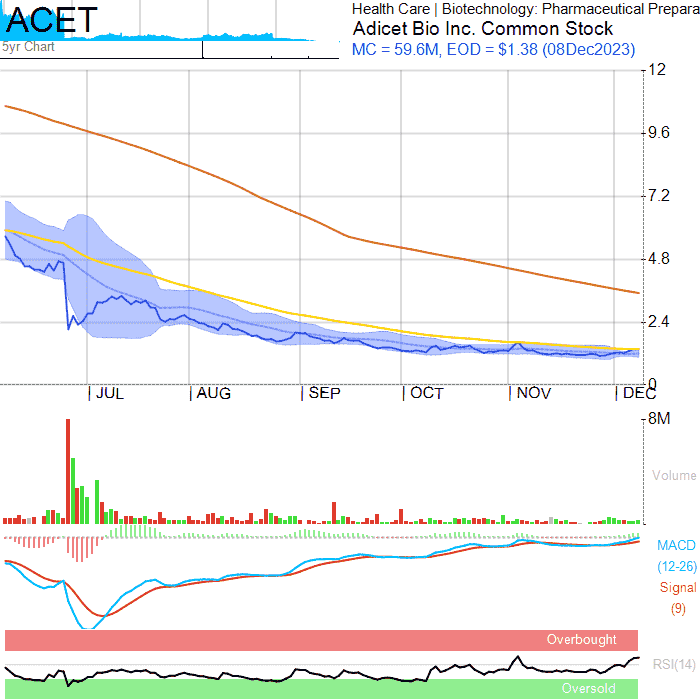 ACET
5yr Chart
Health Care | Biotechnology: Pharmaceutical Prepara
Adicet Bio Inc. Common Stock
MC = 59.6M, EOD = $1.38 (08Dec2023)
12
9.6
7.2
4.8
2.4
0
JUL AUG SEP OCT NOV DEC
8M
Volume
MACD
(12-26)
Signal
(9)
Overbought
RSI(14)
Oversold